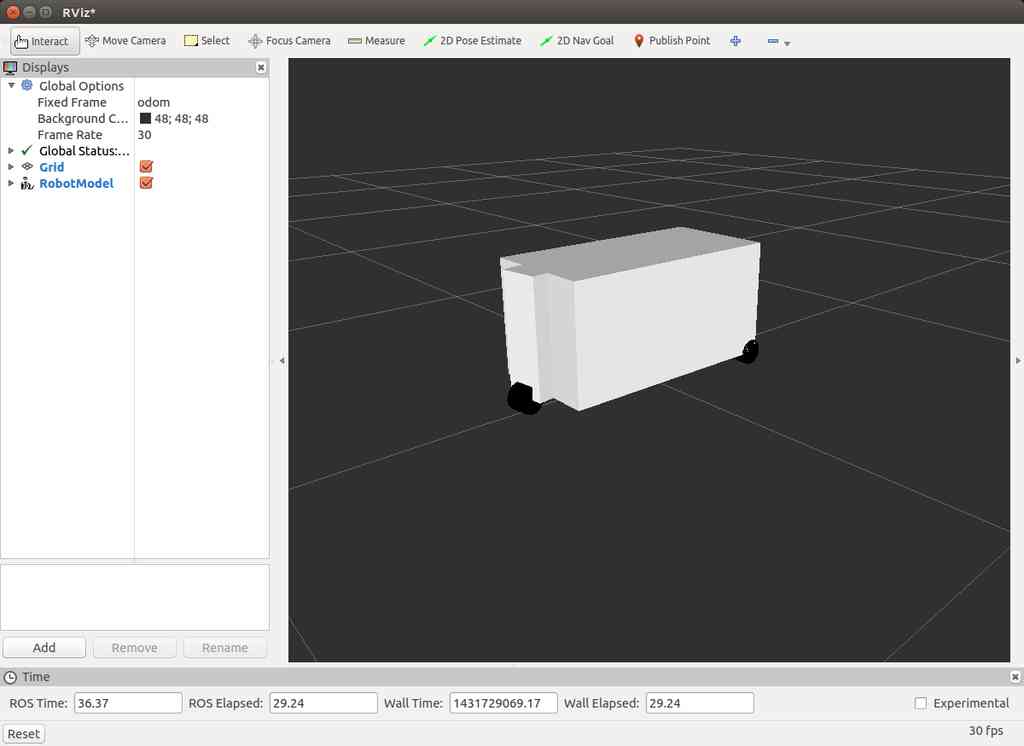 RViz*
Interact Move Camera Select Focus Camera Measure 2D Pose Estimate 2D Nav Goal Publish Point
Displays
Global Options
Fixed Frame odom
Background C... 48; 48; 48
Frame Rate 30
Global Status:...
Grid
RobotModel
Add Remove Rename
Time
ROS Time: 36.37 ROS Elapsed: 29.24 Wall Time: 1431729069.17 Wall Elapsed: 29.24 Experimental
Reset 30 fps